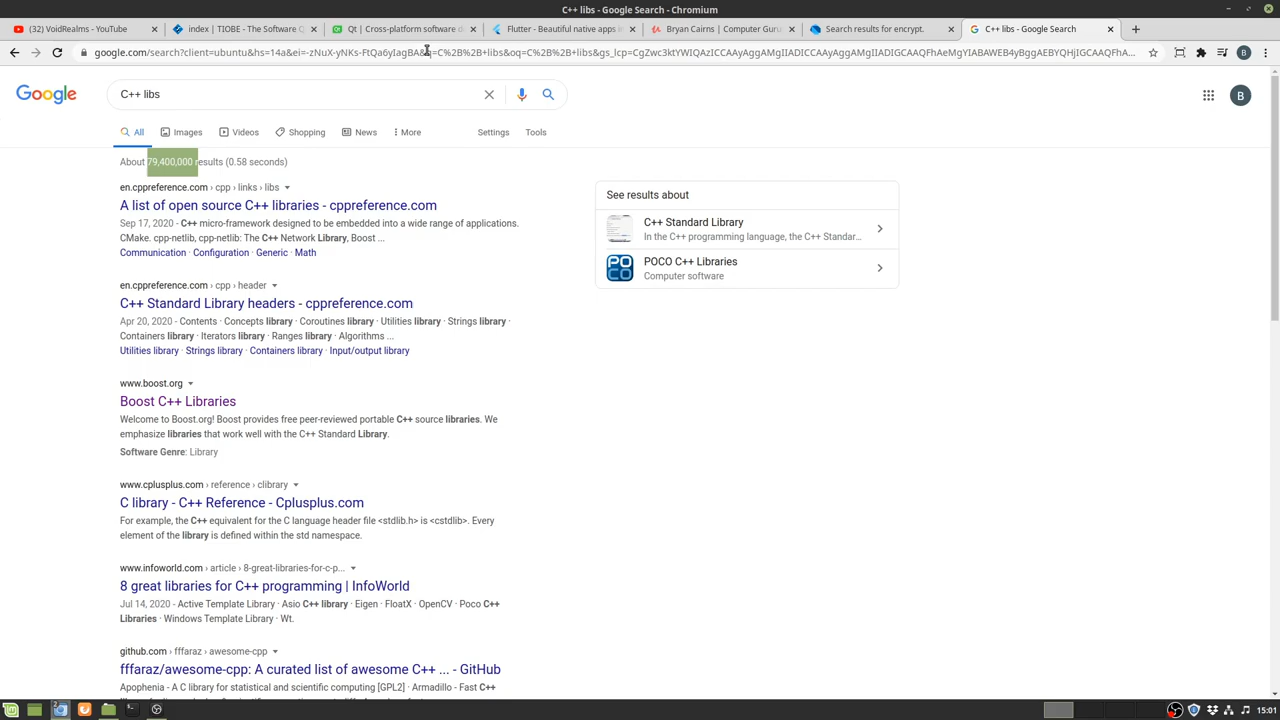 C++ libs - Google Search - Chromium
(32) VoidRealms - YouTube
index | TIOBE - The Software Q
Qt | Cross-platform software d
Flutter - Beautiful native apps i
Bryan Cairns | Computer Guru
Search results for encrypt.
C++ libs - Google Search
Google
C++ libs
B
B
All
Images
Videos
Shopping
News
More
Settings
Tools
About 79,400,000 results (0.58 seconds)
en.cppreference.com › cpp › links › libs
A list of open source C++ libraries - cppreference.com
Sep 17, 2020 - C++ micro-framework designed to be embedded into a wide range of applications.
CMake. cpp-netlib, cpp-netlib: The C++ Network Library, Boost ...
Communication · Configuration · Generic · Math
en.cppreference.com › cpp › header
C++ Standard Library headers - cppreference.com
Apr 20, 2020 - Contents · Concepts library · Coroutines library · Utilities library · Strings library ·
Containers library · Iterators library · Ranges library · Algorithms ...
Utilities library · Strings library · Containers library · Input/output library
www.boost.org
Boost C++ Libraries
Welcome to Boost.org! Boost provides free peer-reviewed portable C++ source libraries. We
emphasize libraries that work well with the C++ Standard Library.
Software Genre: Library
www.cplusplus.com › reference › clibrary
C library - C++ Reference - Cplusplus.com
For example, the C++ equivalent for the C language header file <stdlib.h> is <cstdlib>. Every
element of the library is defined within the std namespace.
www.infoworld.com › article › 8-great-libraries-for-c-p...
8 great libraries for C++ programming | InfoWorld
Jul 14, 2020 - Active Template Library · Asio C++ library · Eigen · FloatX · OpenCV · Poco C++
Libraries · Windows Template Library · Wt.
github.com › fffaraz › awesome-cpp
fffaraz/awesome-cpp: A curated list of awesome C++ ... - GitHub
Apophenia - A C library for statistical and scientific computing [GPL2] · Armadillo - Fast C++
See results about
C++ Standard Library
In the C++ programming language, the C++ Standar...
POCO C++ Libraries
Computer software
15:01